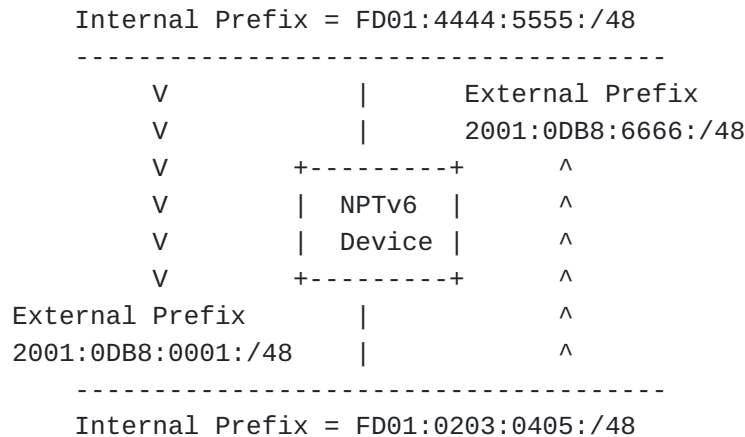 Internal Prefix = FD01:4444:5555:/48
--------------------------------------
V | External Prefix
V | 2001:0DB8:6666:/48
V +---------+ ^
V | NPTv6 | ^
V | Device | ^
V +---------+ ^
External Prefix | ^
2001:0DB8:0001:/48 | ^
--------------------------------------
Internal Prefix = FD01:0203:0405:/48